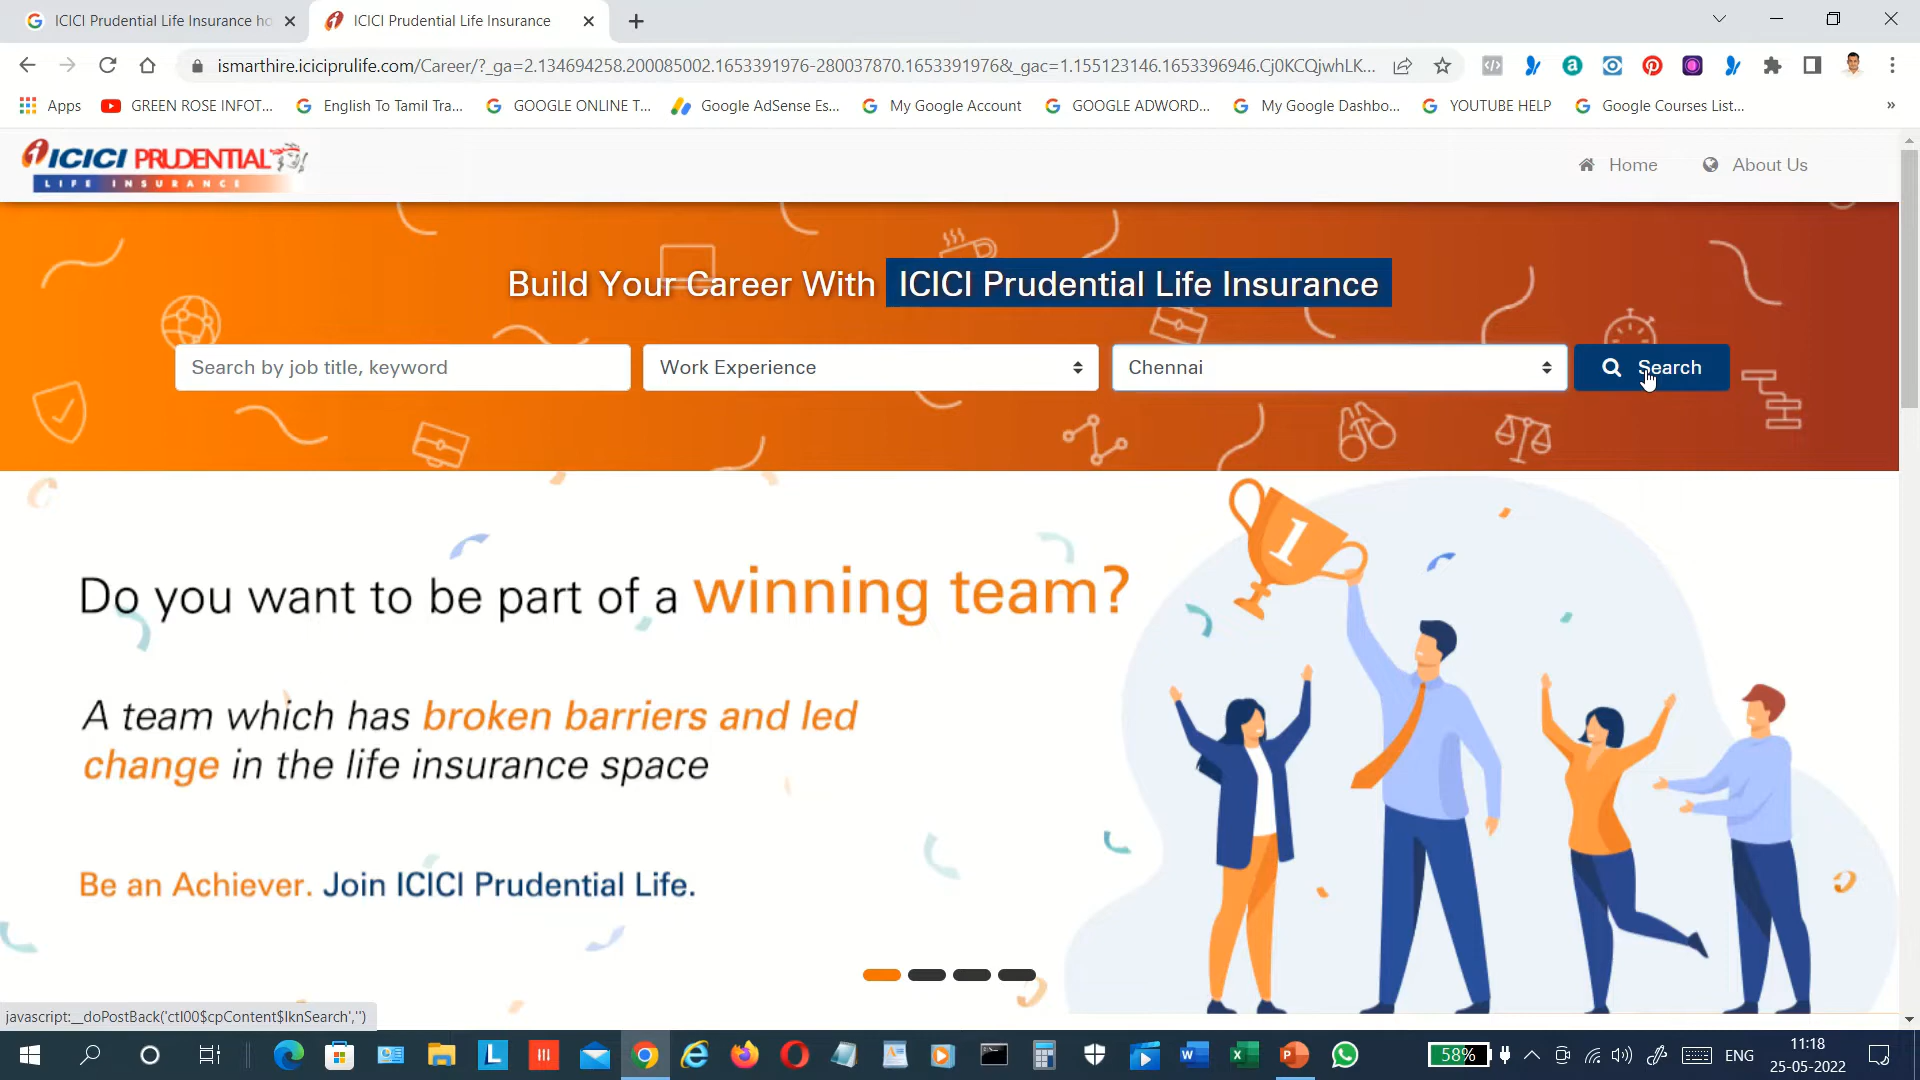 ICICI Prudential Life Insurance ho
ICICI Prudential Life Insurance
ismarthire.iciciprulife.com/Career/?_ga=2.134694258.200085002.1653391976-280037870.1653391976&_gac=1.155123146.1653396946.Cj0KCQjwhLK...
Apps
GREEN ROSE INFOT...
English To Tamil Tra...
GOOGLE ONLINE T...
Google AdSense Es...
My Google Account
GOOGLE ADWORD...
My Google Dashbo...
YOUTUBE HELP
Google Courses List...
»
ICICI PRUDENTIAL
LIFE INSURANCE
Home
About Us
Build Your Career With ICICI Prudential Life Insurance
Search by job title, keyword
Work Experience
Chennai
Search
1
Do you want to be part of a winning team?
A team which has broken barriers and led
change in the life insurance space
Be an Achiever. Join ICICI Prudential Life.
javascript:__doPostBack('ctl00$cpContent$lknSearch','')
58%
ENG
11:18
25-05-2022